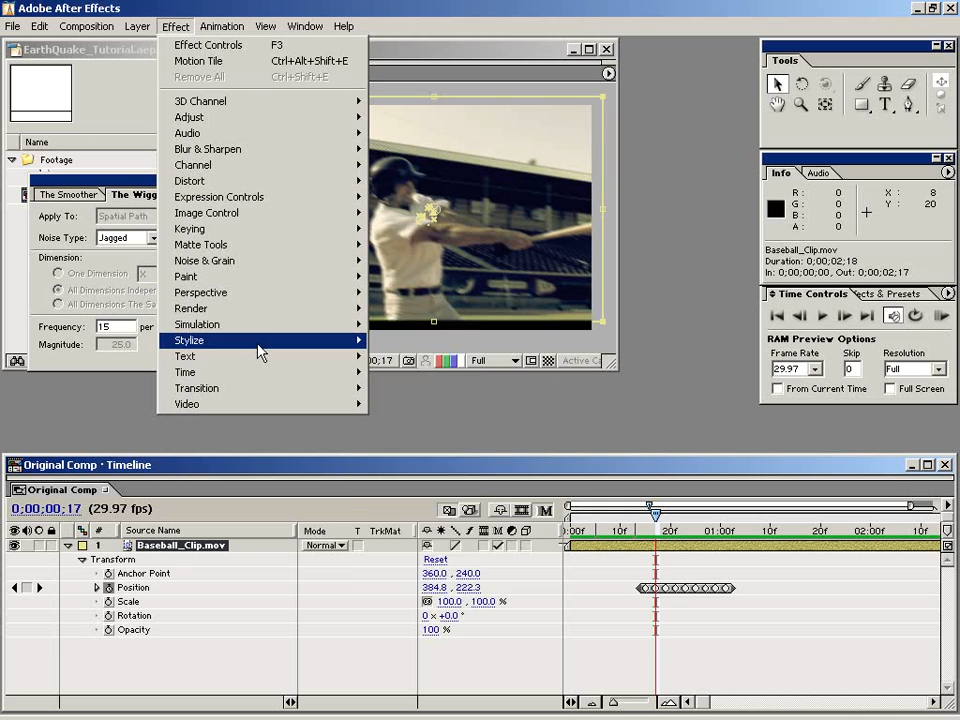 Adobe After Effects
File Edit Composition Layer Effect Animation View Window Help
EarthQuake_Tutorial.aep
Effect Controls F3
Motion Tile Ctrl+Alt+Shift+E
Remove All Ctrl+Shift+E
3D Channel
Adjust
Audio
Blur & Sharpen
Channel
Distort
Expression Controls
Image Control
Keying
Matte Tools
Noise & Grain
Paint
Perspective
Render
Simulation
Stylize
Text
Time
Transition
Video
Name
Footage
The Smoother The Wigg
Apply To: Spatial Path
Noise Type: Jagged
Dimension:
One Dimension X
All Dimensions Indepen
All Dimensions The Sa
Frequency: 15 per
Magnitude: 25.0
;00;17 Full Active Ca
Tools
Info Audio
R: 0 X: 8
G: 0 Y: 20
B: 0
A: 0
Baseball_Clip.mov
Duration: 0;00;02;18
In: 0;00;00;00, Out: 0;00;02;17
Time Controls ects & Presets
RAM Preview Options
Frame Rate Skip Resolution
29.97 0 Full
From Current Time Full Screen
Original Comp · Timeline
Original Comp
0;00;00;17 (29.97 fps)
# Source Name Mode T TrkMat
:00f 10f 20f 01:00f 10f 20f 02:00f 10f
1 Baseball_Clip.mov Normal
Transform Reset
Anchor Point 360.0 , 240.0
Position 384.8 , 222.3
Scale 100.0 , 100.0 %
Rotation 0 x +0.0 °
Opacity 100 %